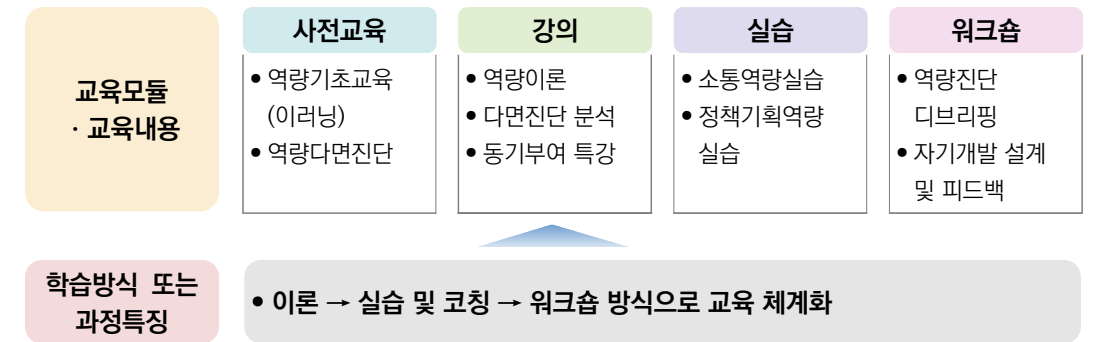 교육모듈
· 교육내용
사전교육
• 역량기초교육
(이러닝)
• 역량다면진단
강의
• 역량이론
• 다면진단 분석
• 동기부여 특강
실습
• 소통역량실습
• 정책기획역량
실습
워크숍
• 역량진단
디브리핑
• 자기개발 설계
및 피드백
학습방식 또는
과정특징
• 이론 → 실습 및 코칭 → 워크숍 방식으로 교육 체계화